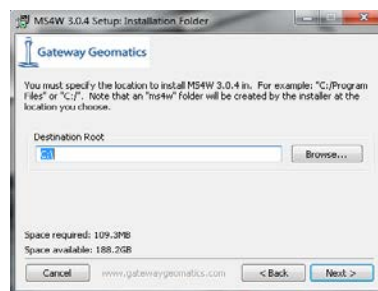 MS4W 3.0.4 Setup: Installation Folder
Gateway Geomatics
You must specify the location to install MS4W 3.0.4 in. For example: "C:/Program
Files" or "C:/". Note that an "ms4w" folder will be created by the installer at the
location you choose.
Destination Root
C:\
Browse...
Space required: 109.3MB
Space available: 188.2GB
Cancel
www.gatewaygeomatics.com
< Back
Next >